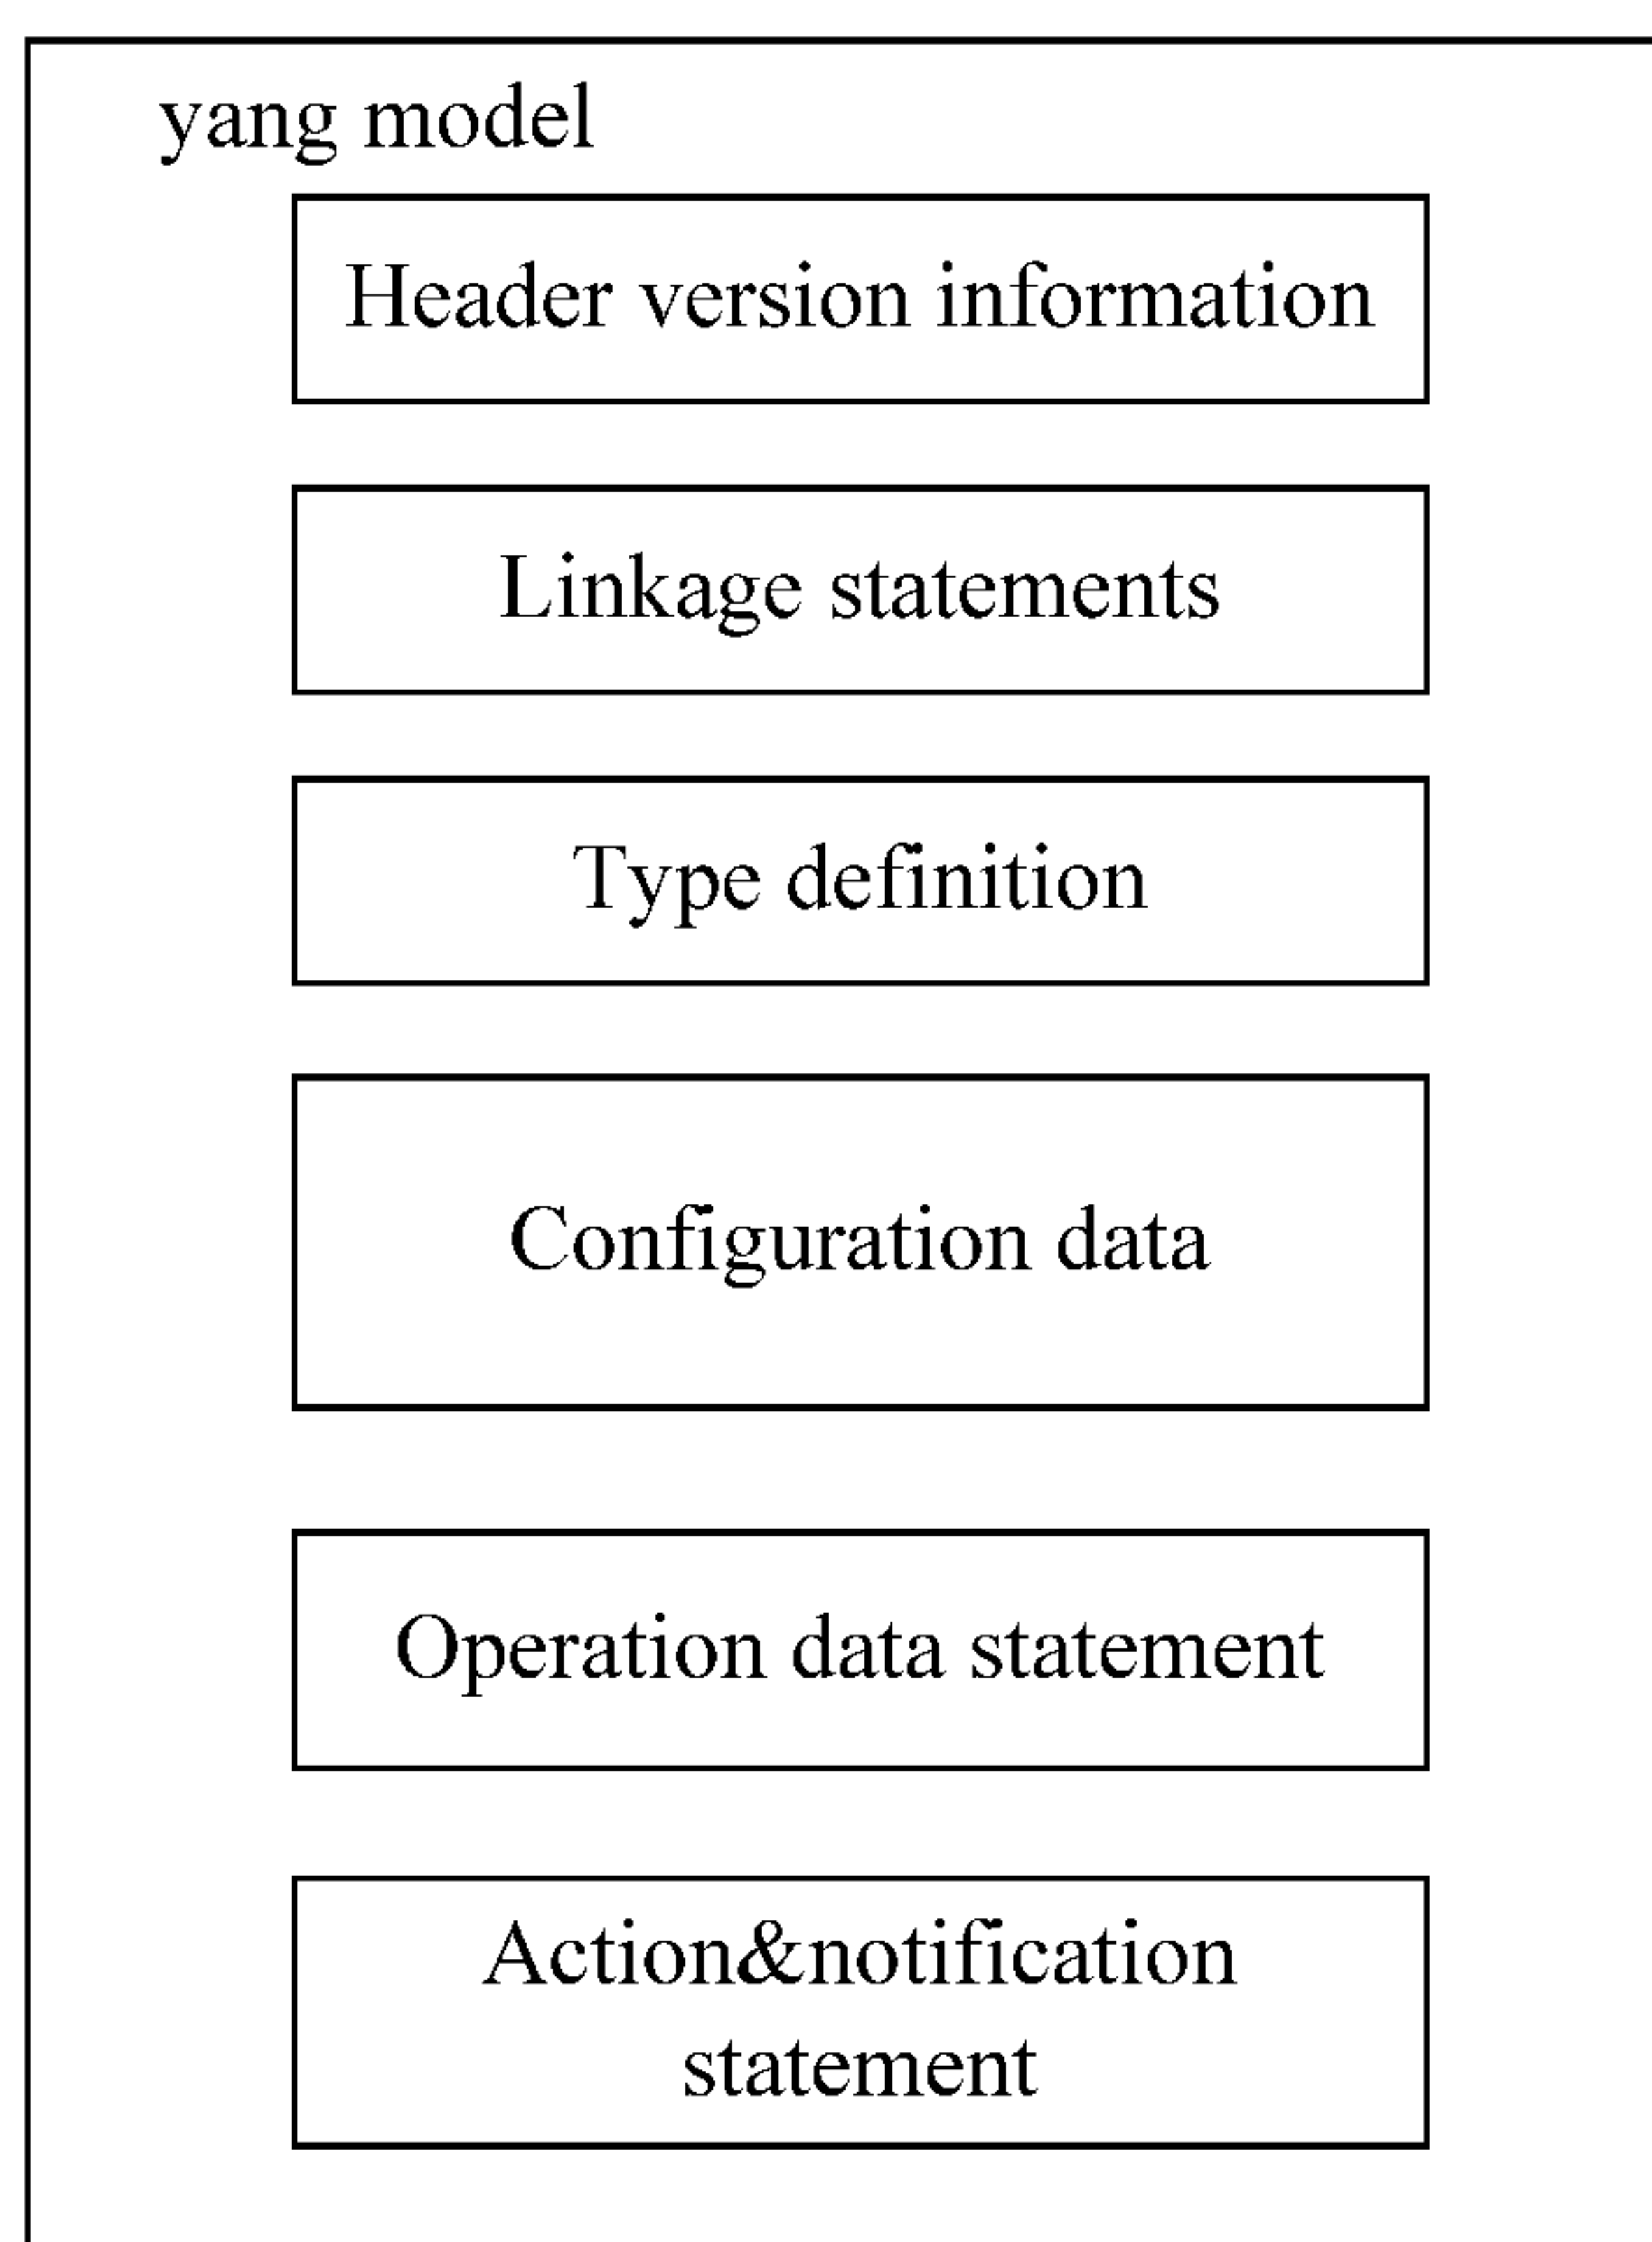 yang model
Header version information
Linkage statements
Type definition
Configuration data
Operation data statement
Action&notification
statement